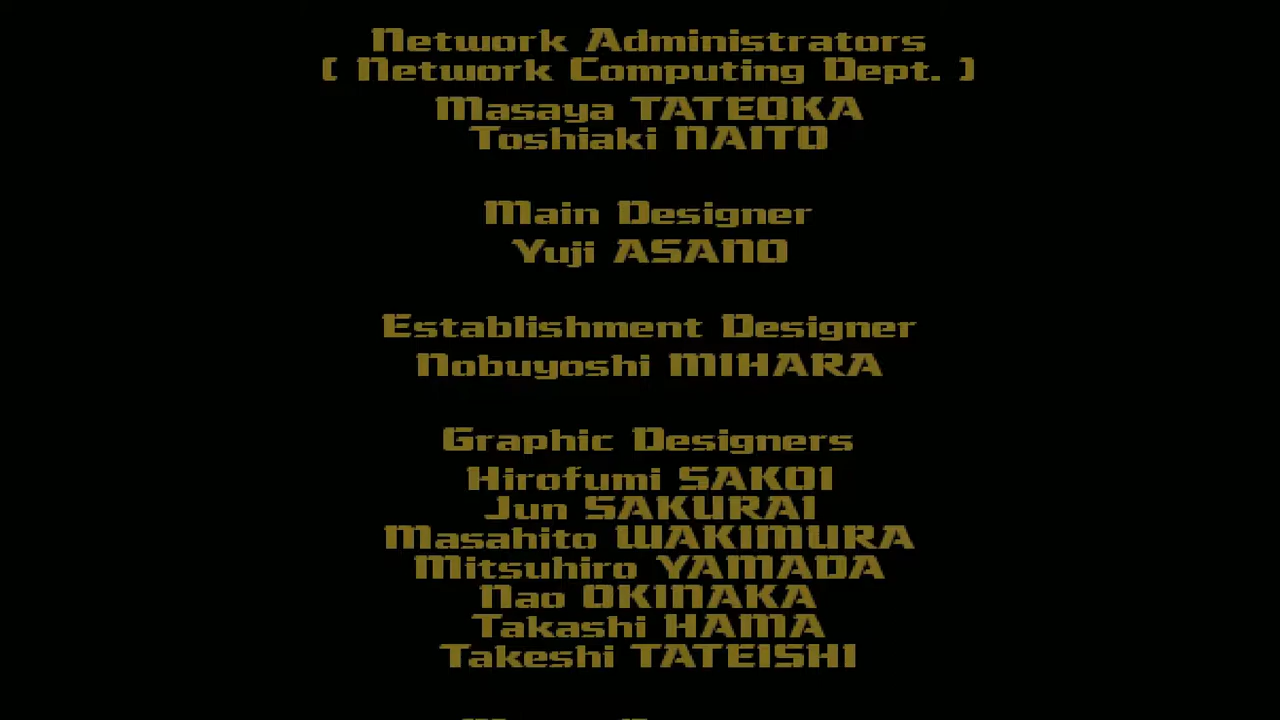 Network Administrators
( Network Computing Dept. )
Masaya TATEOKA
Toshiaki NAITO
Main Designer
Yuji ASANO
Establishment Designer
Nobuyoshi MIHARA
Graphic Designers
Hirofumi SAKOI
Jun SAKURAI
Masahito WAKIMURA
Mitsuhiro YAMADA
Nao OKINAKA
Takashi HAMA
Takeshi TATEISHI